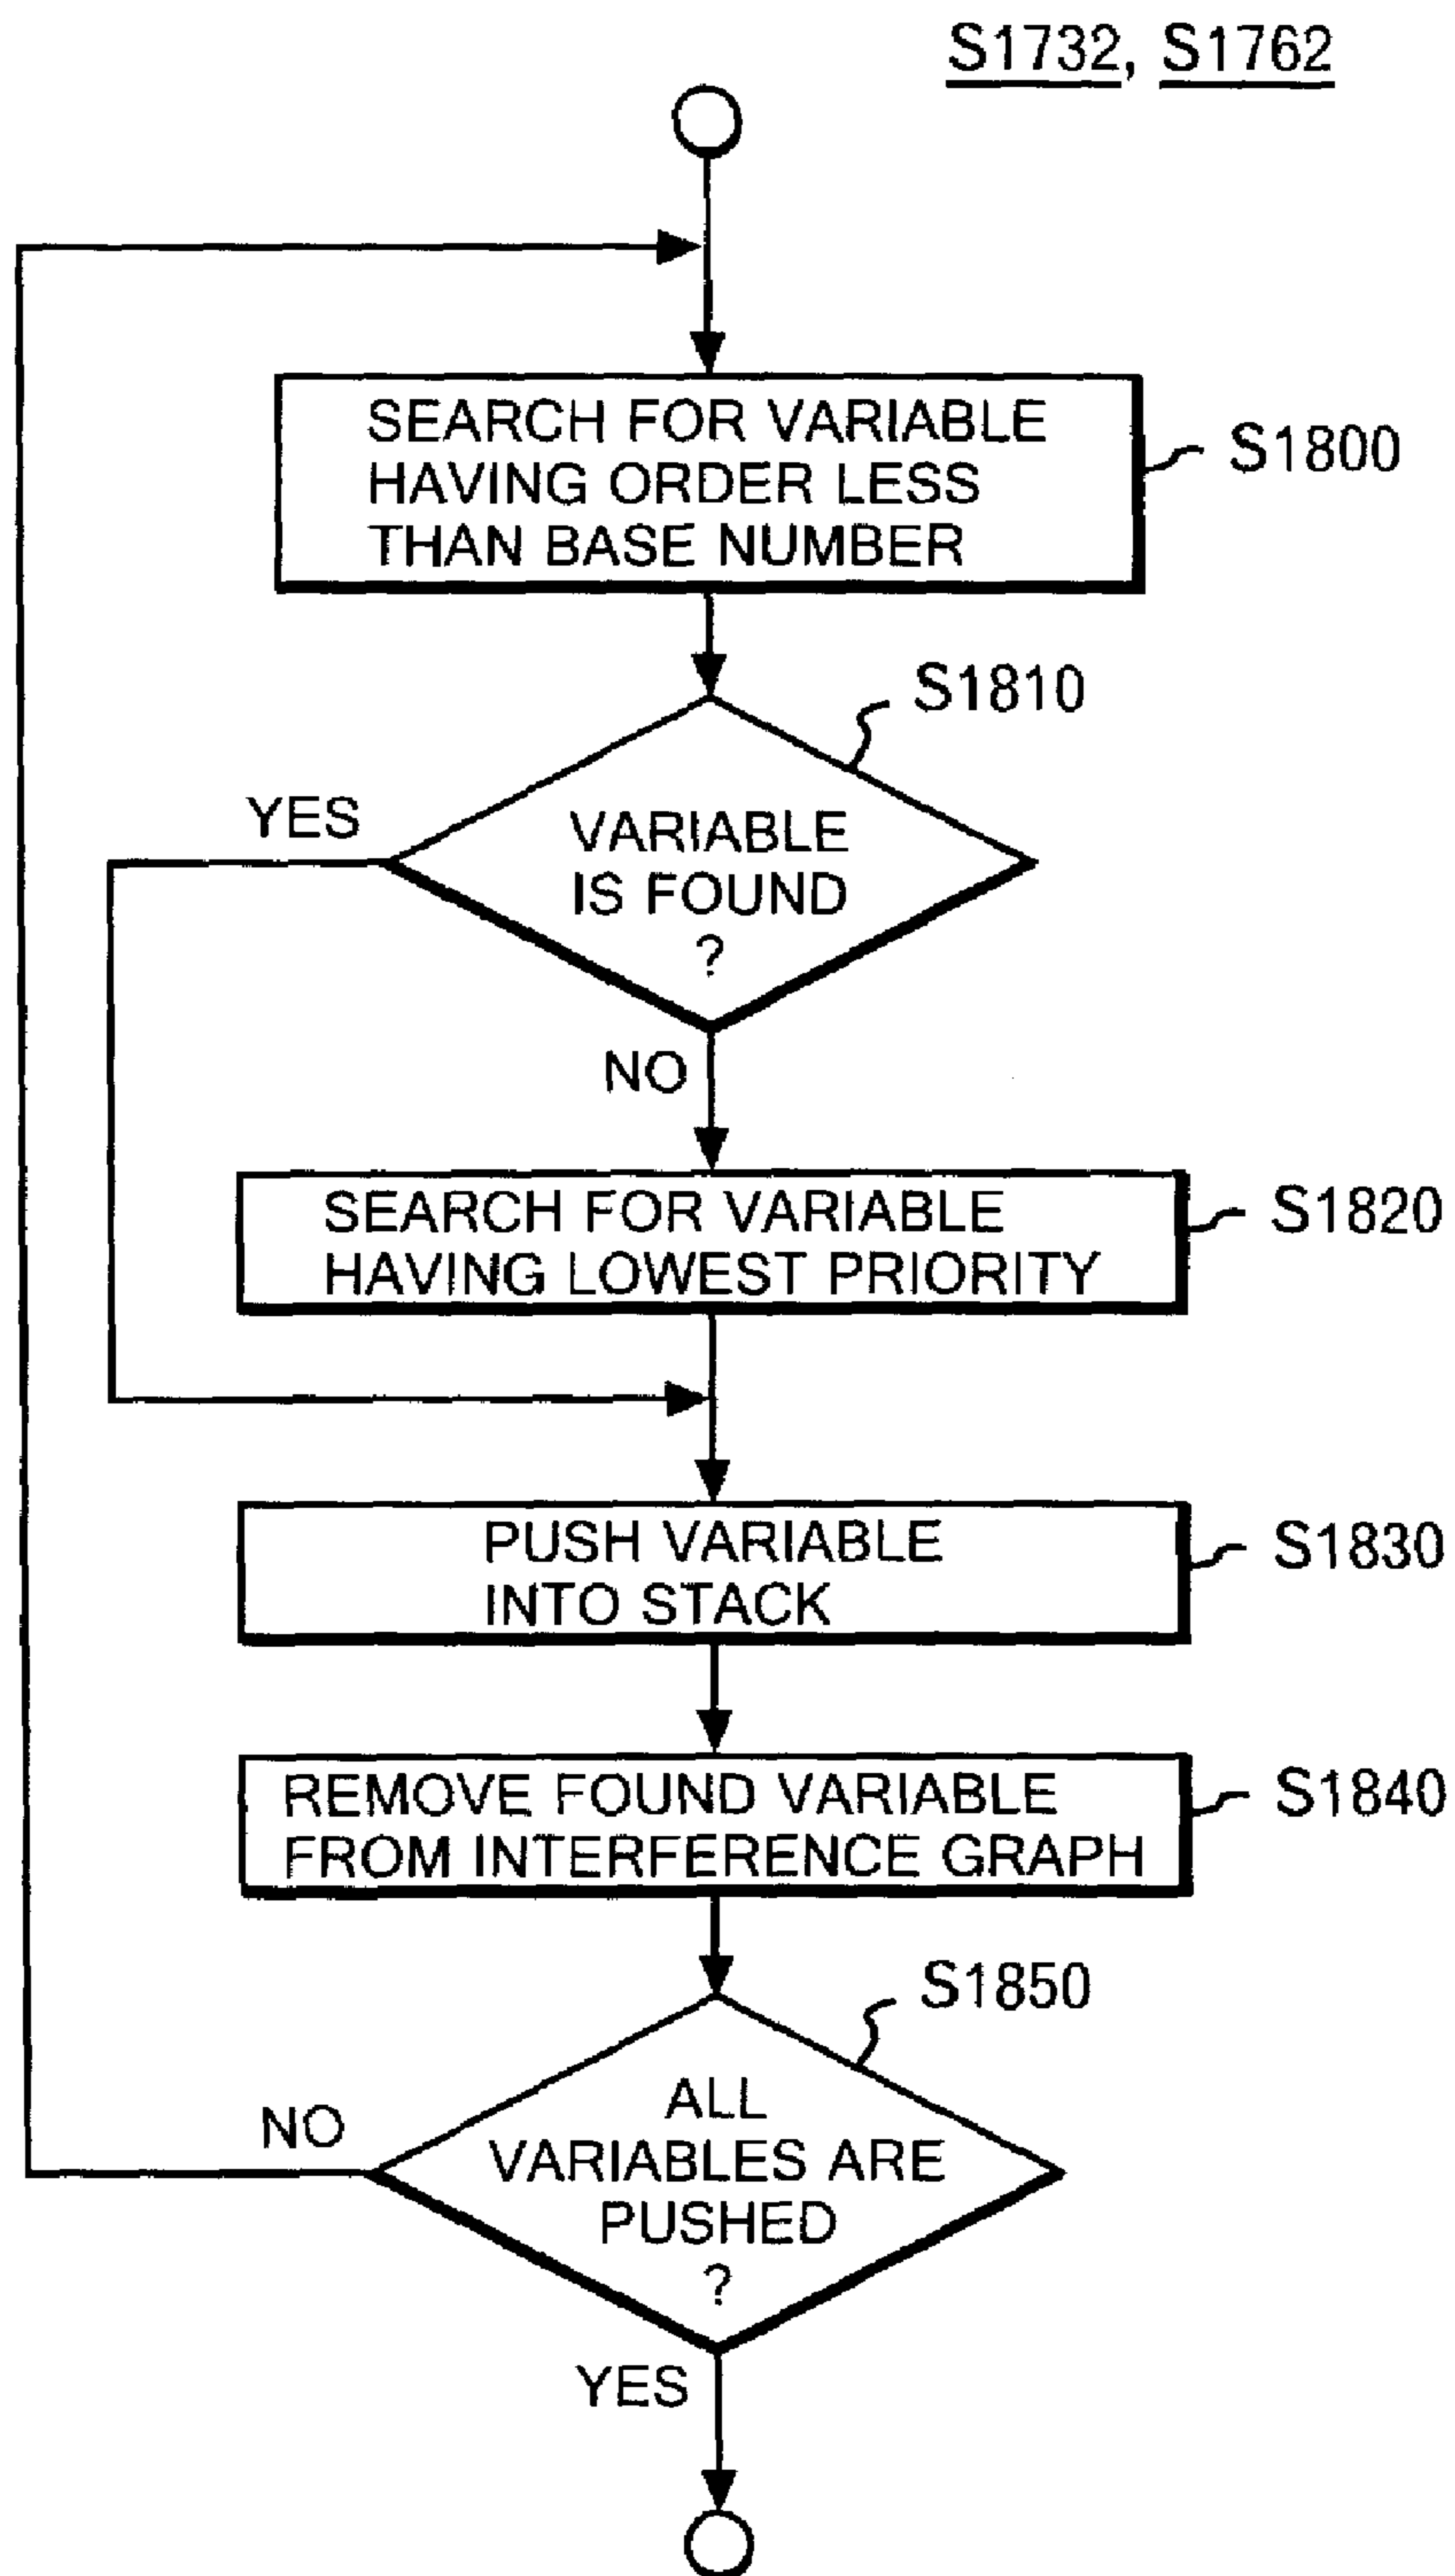 S1732, S1762
SEARCH FOR VARIABLE
HAVING ORDER LESS
THAN BASE NUMBER
S1800
S1810
YES
VARIABLE
IS FOUND
?
NO
SEARCH FOR VARIABLE
HAVING LOWEST PRIORITY
S1820
PUSH VARIABLE
INTO STACK
S1830
REMOVE FOUND VARIABLE
FROM INTERFERENCE GRAPH
S1840
S1850
NO
ALL
VARIABLES ARE
PUSHED
?
YES